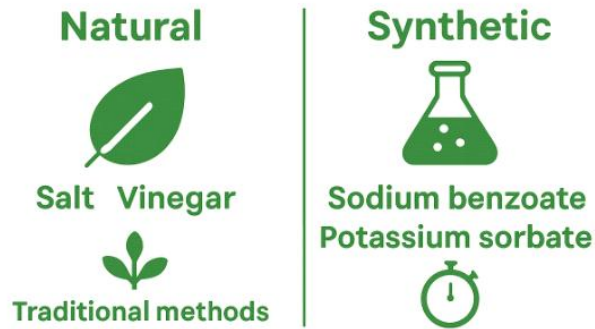 Natural
Salt Vinegar
Traditional methods
Synthetic
Sodium benzoate
Potassium sorbate